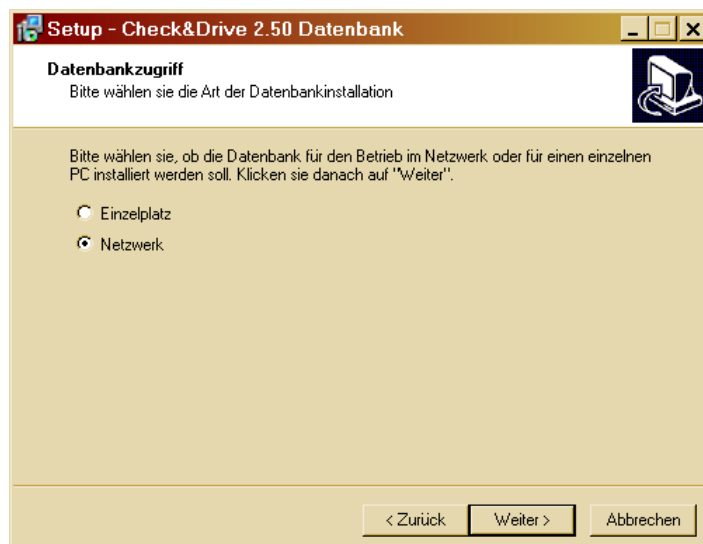 Setup - Check&Drive 2.50 Datenbank
Datenbankzugriff
Bitte wählen sie die Art der Datenbankinstallation
Bitte wählen sie, ob die Datenbank für den Betrieb im Netzwerk oder für einen einzelnen
PC installiert werden soll. Klicken sie danach auf "Weiter".
Einzelplatz
Netzwerk
< Zurück Weiter > Abbrechen